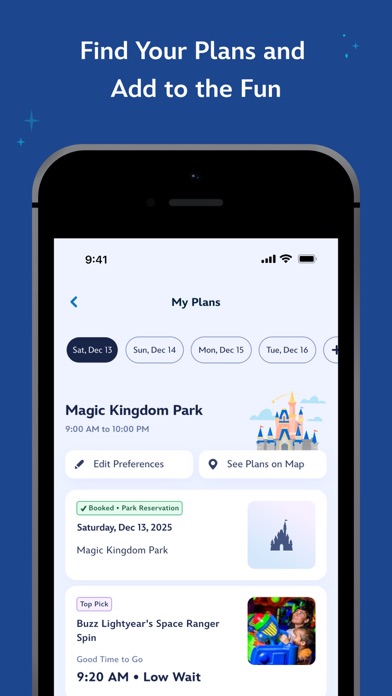 Find Your Plans and
Add to the Fun
9:41
My Plans
Sat, Dec 13
Sun, Dec 14
Mon, Dec 15
Tue, Dec 16
+
Magic Kingdom Park
9:00 AM to 10:00 PM
Edit Preferences
See Plans on Map
✓ Booked • Park Reservation
Saturday, Dec 13, 2025
Magic Kingdom Park
Top Pick
Buzz Lightyear's Space Ranger
Spin
Good Time to Go
9:20 AM • Low Wait